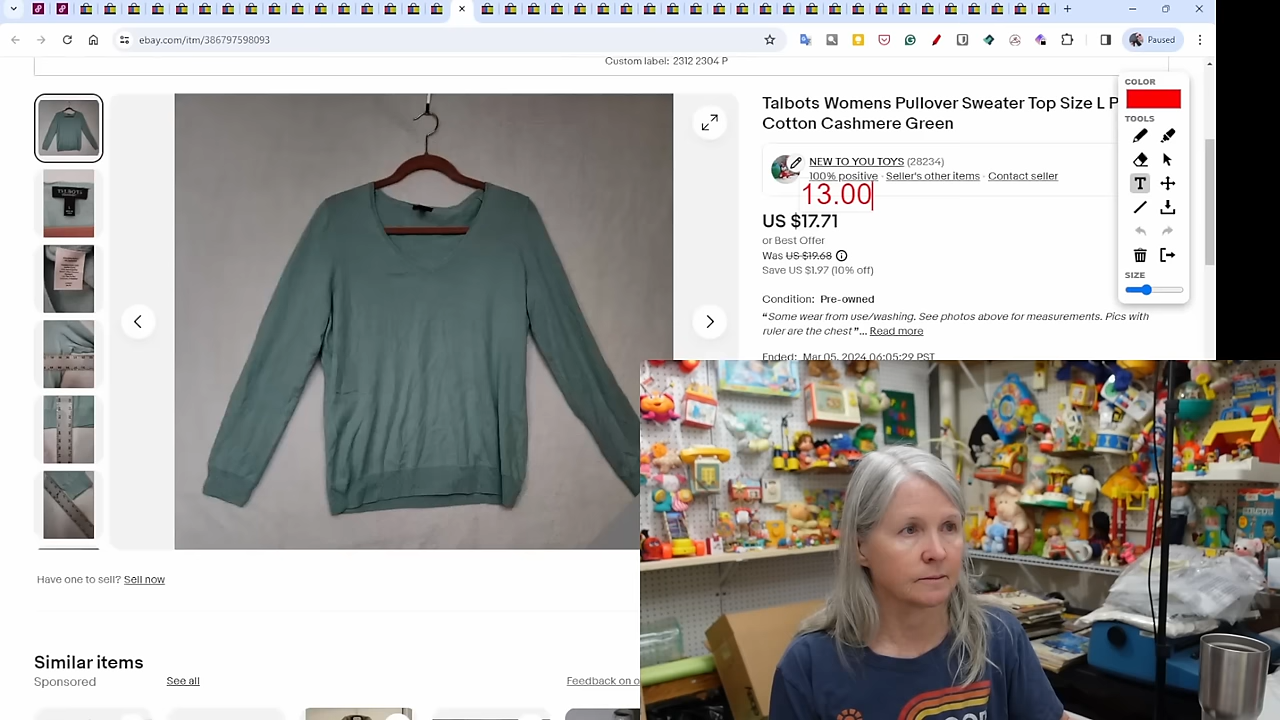 ebay.com/itm/386797598093
Paused
Custom label: 2312 2304 P
Talbots Womens Pullover Sweater Top Size L P
Cotton Cashmere Green
NEW TO YOU TOYS (28234)
100% positive · Seller's other items · Contact seller
13.00
US $17.71
or Best Offer
Was US $19.68
Save US $1.97 (10% off)
Condition: Pre-owned
“Some wear from use/washing. See photos above for measurements. Pics with
ruler are the chest”... Read more
Ended: Mar 05, 2024 06:05:29 PST
COLOR
TOOLS
T
SIZE
TALBOTS
L
Have one to sell? Sell now
Similar items
Sponsored
See all
Feedback on o